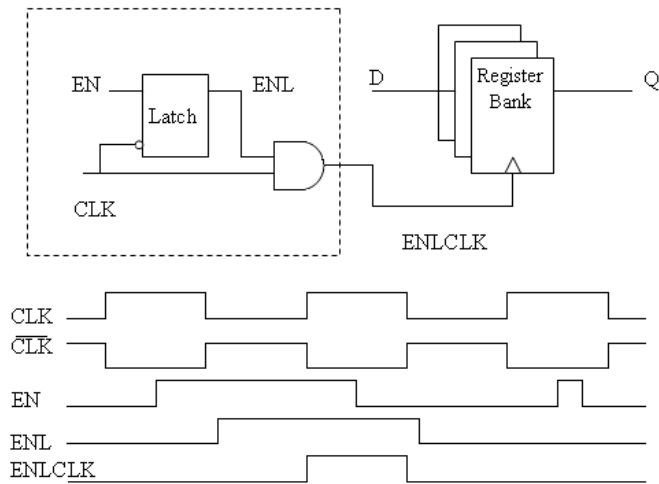 EN
ENL
Latch
CLK
D
Register
Bank
Q
ENLCLK
CLK
CLK
EN
ENL
ENLCLK